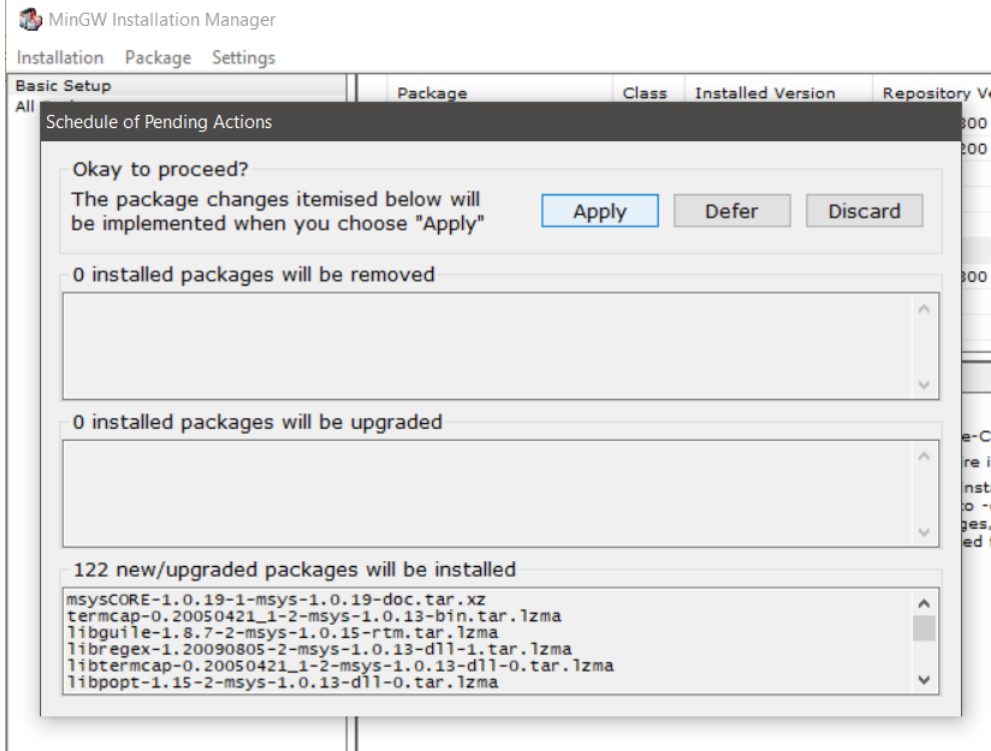 MinGW Installation Manager
Installation Package Settings
Basic Setup
Package Class Installed Version Repository
All
Schedule of Pending Actions
300
200
Okay to proceed?
The package changes itemised below will
be implemented when you choose "Apply"
Apply Defer Discard
0 installed packages will be removed
300
0 installed packages will be upgraded
122 new/upgraded packages will be installed
msysCORE-1.0.19-1-msys-1.0.19-doc.tar.xz
termcap-0.20050421_1-2-msys-1.0.13-bin.tar.lzma
libguile-1.8.7-2-msys-1.0.15-rtm.tar.lzma
libregex-1.20090805-2-msys-1.0.13-dll-1.tar.lzma
libtermcap-0.20050421_1-2-msys-1.0.13-dll-0.tar.lzma
libpopt-1.15-2-msys-1.0.13-dll-0.tar.lzma